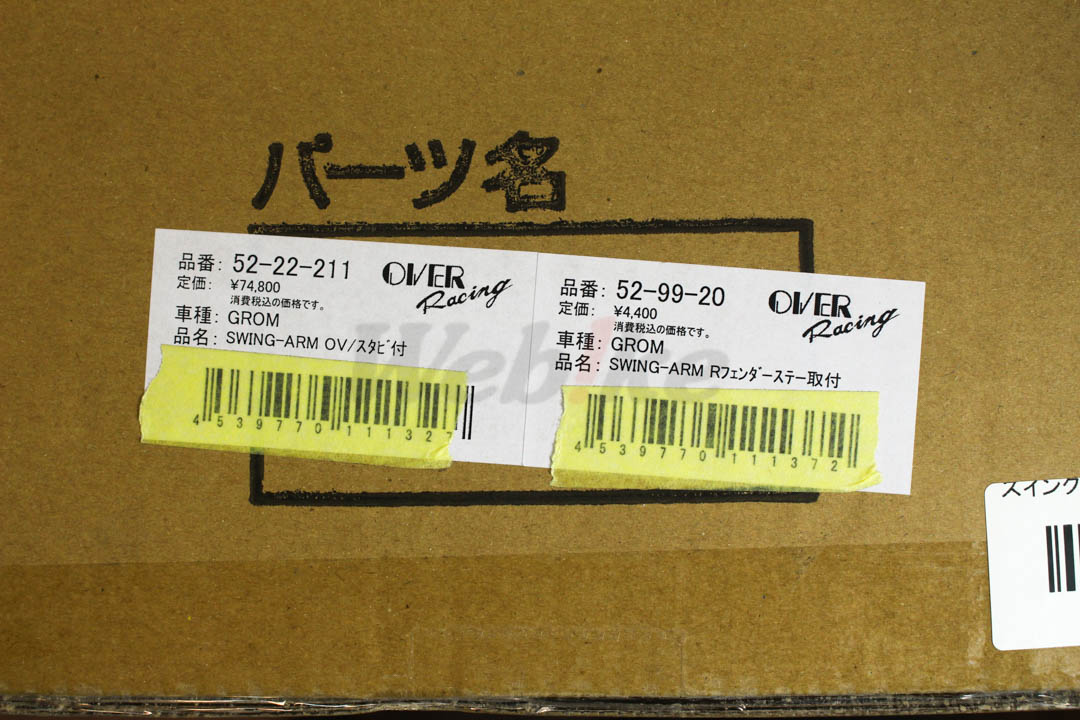 パーツ名
品番: 52-22-211
OVER Racing
定価: ¥74,800
消費税込の価格です。
車種: GROM
品名: SWING-ARM OV/ｽﾀﾋﾞ付
4539770111327
品番: 52-99-20
OVER Racing
定価: ¥4,400
消費税込の価格です。
車種: GROM
品名: SWING-ARM Rﾌｪﾝﾀﾞｰｽﾃｰ取付
4539770111372
Webike
スイング